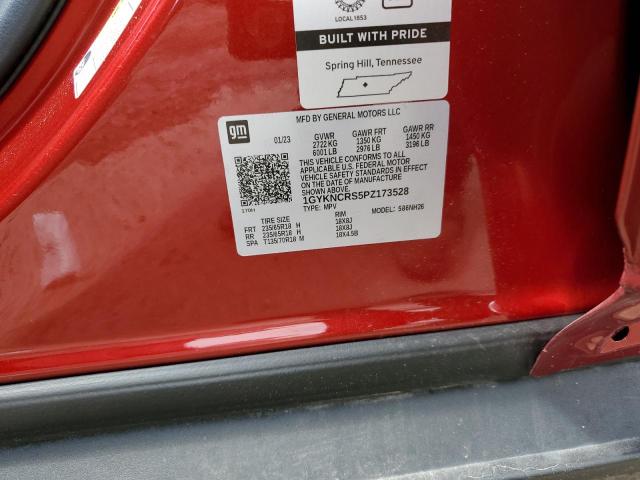 LOCAL 1853
BUILT WITH PRIDE
Spring Hill, Tennessee
MFD BY GENERAL MOTORS LLC
gm
01/23 GVWR GAWR FRT GAWR RR
2722 KG 1350 KG 1450 KG
6001 LB 2976 LB 3196 LB
THIS VEHICLE CONFORMS TO ALL
APPLICABLE U.S. FEDERAL MOTOR
VEHICLE SAFETY STANDARDS IN EFFECT
ON THE DATE OF MANUFACTURE
SHOWN ABOVE.
1GYKNCRS5PZ173528
TYPE: MPV MODEL: 586NH26
TIRE SIZE RIM
FRT 235/65R18 H 18X8J
RR 235/65R18 H 18X8J
SPA T135/70R18 M 18X4.5B